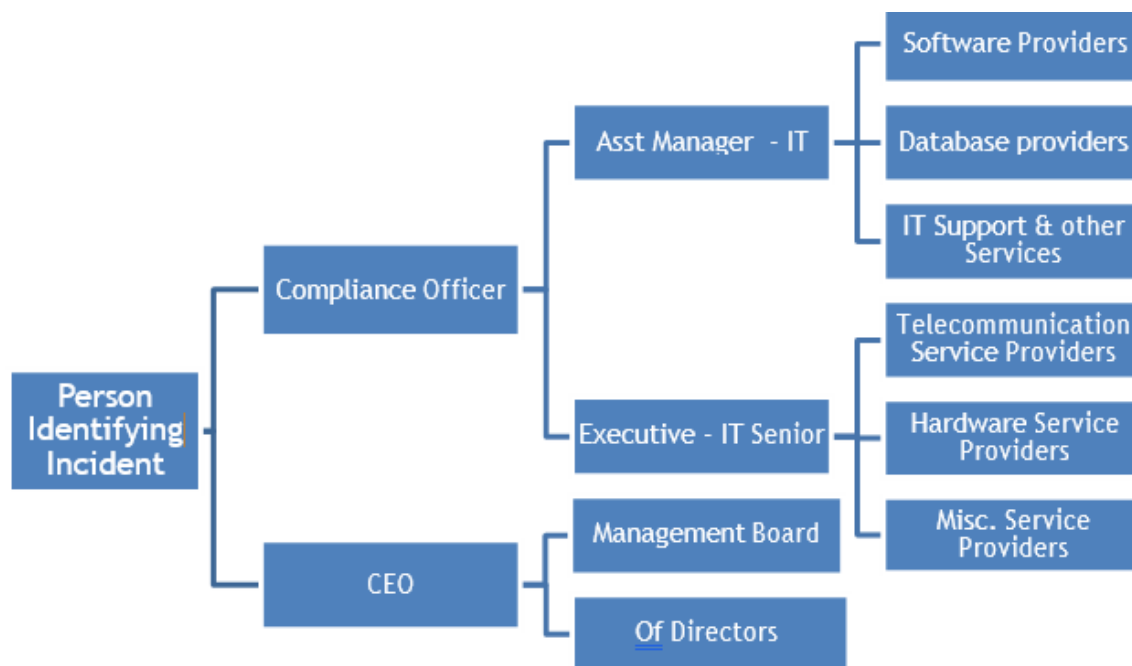 Person
Identifying
Incident
Compliance Officer
CEO
Asst Manager - IT
Executive - IT Senior
Management Board
Of Directors
Software Providers
Database providers
IT Support & other
Services
Telecommunication
Service Providers
Hardware Service
Providers
Misc. Service
Providers